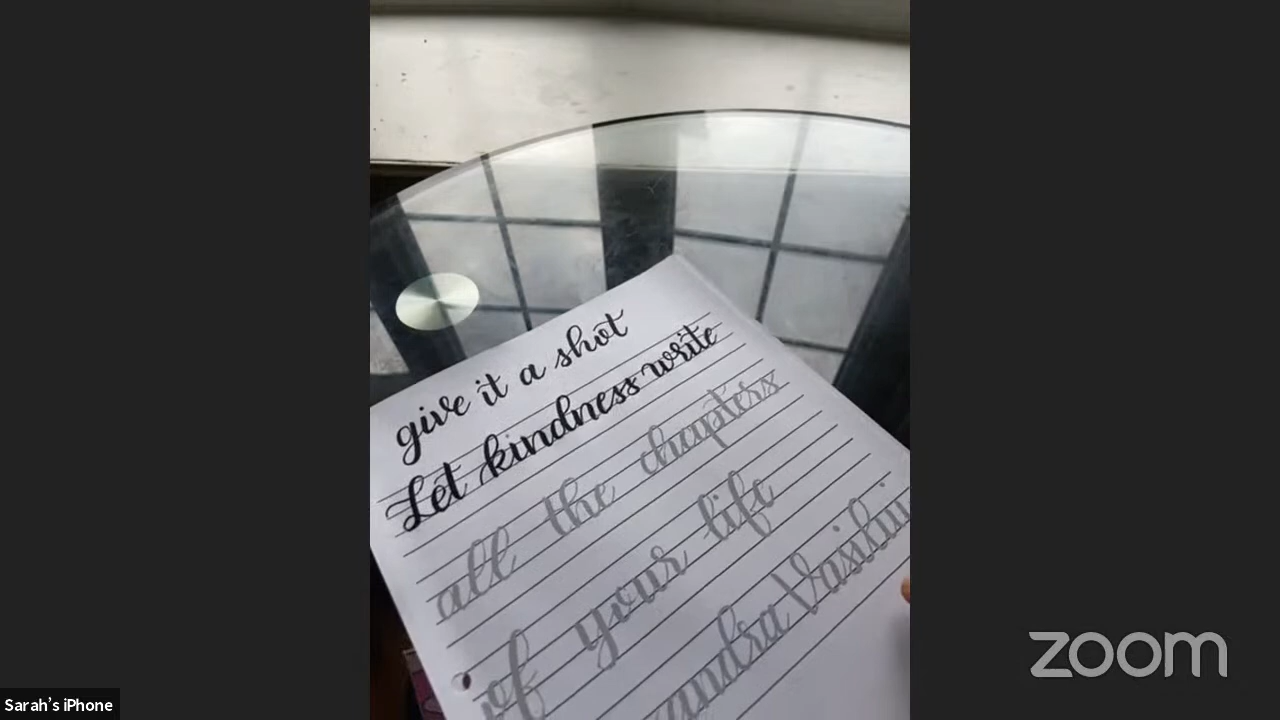 give it a shot
Let kindness write
all the chapters
of your life
zoom
Sarah's iPhone